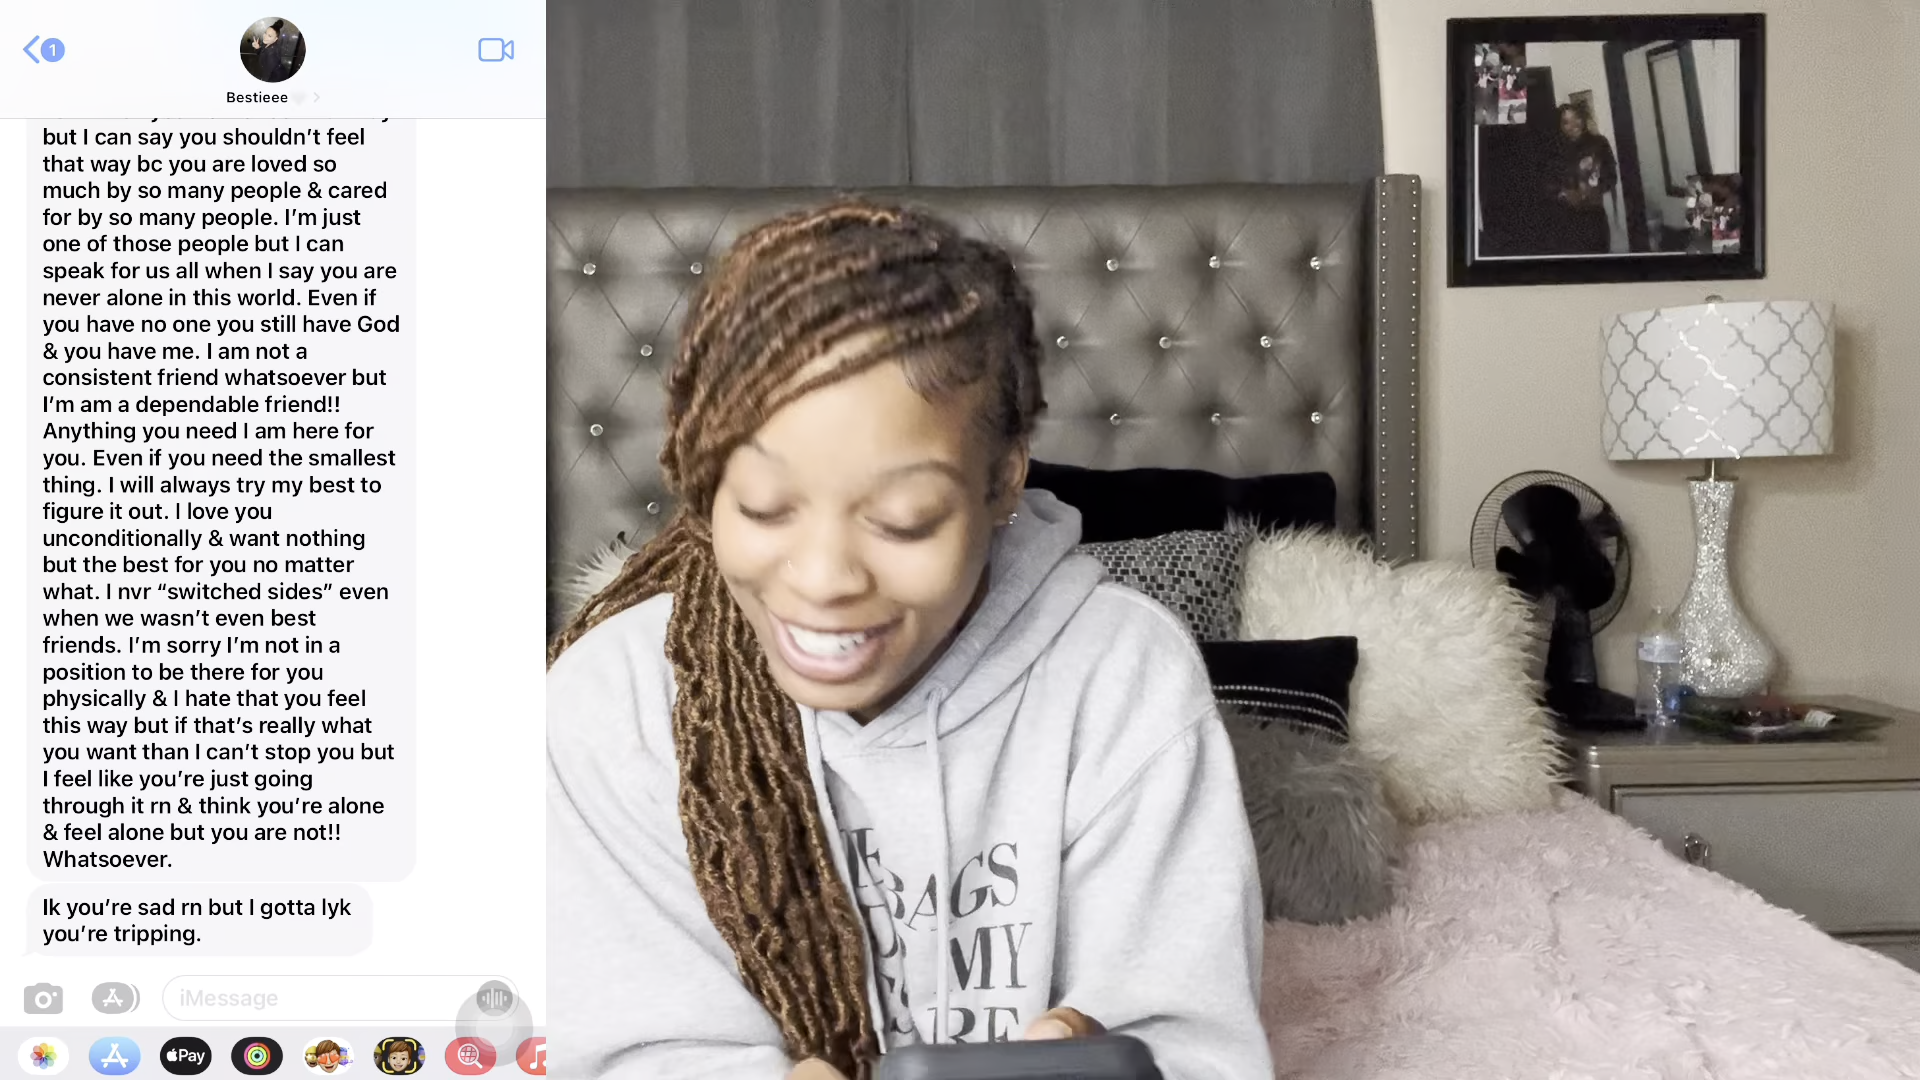 1
Bestieee
but I can say you shouldn't feel
that way bc you are loved so
much by so many people & cared
for by so many people. I'm just
one of those people but I can
speak for us all when I say you are
never alone in this world. Even if
you have no one you still have God
& you have me. I am not a
consistent friend whatsoever but
I'm am a dependable friend!!
Anything you need I am here for
you. Even if you need the smallest
thing. I will always try my best to
figure it out. I love you
unconditionally & want nothing
but the best for you no matter
what. I nvr “switched sides” even
when we wasn't even best
friends. I'm sorry I'm not in a
position to be there for you
physically & I hate that you feel
this way but if that's really what
you want than I can't stop you but
I feel like you're just going
through it rn & think you're alone
& feel alone but you are not!!
Whatsoever.
Ik you're sad rn but I gotta lyk
you're tripping.
iMessage
Pay
BAGS
MY